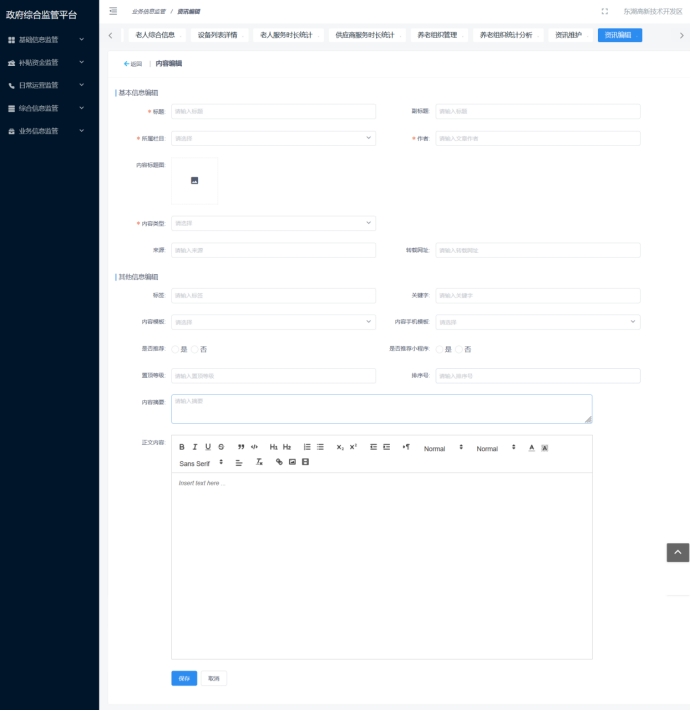 政府综合监管平台
业务信息监管 / 资讯编辑
东湖高新技术开发区
老人综合信息 设备列表详情 老人服务时长统计 供应商服务时长统计 养老组织管理 养老组织统计分析 资讯维护 资讯编辑
基础信息监管
补贴资金监管
日常运营监管
综合信息监管
业务信息监管
返回 | 内容编辑
基本信息编辑
* 标题: 请输入标题 副标题: 请输入标题
* 所属栏目: 请选择 * 作者: 请输入文章作者
内容标题图:
* 内容类型: 请选择
来源: 请输入来源 转载网址: 请输入转载网址
其他信息编辑
标签: 请输入标签 关键字: 请输入关键字
内容模板: 请选择 内容手机模板: 请选择
是否推荐: 是 否 是否推荐小程序: 是 否
置顶等级: 请输入置顶等级 排序号: 请输入排序号
内容摘要: 请输入摘要
正文内容:
B I U S ” </> H1 H2 X2 X2 ¶ Normal Normal A A
Sans Serif Tx
Insert text here ...
保存 取消